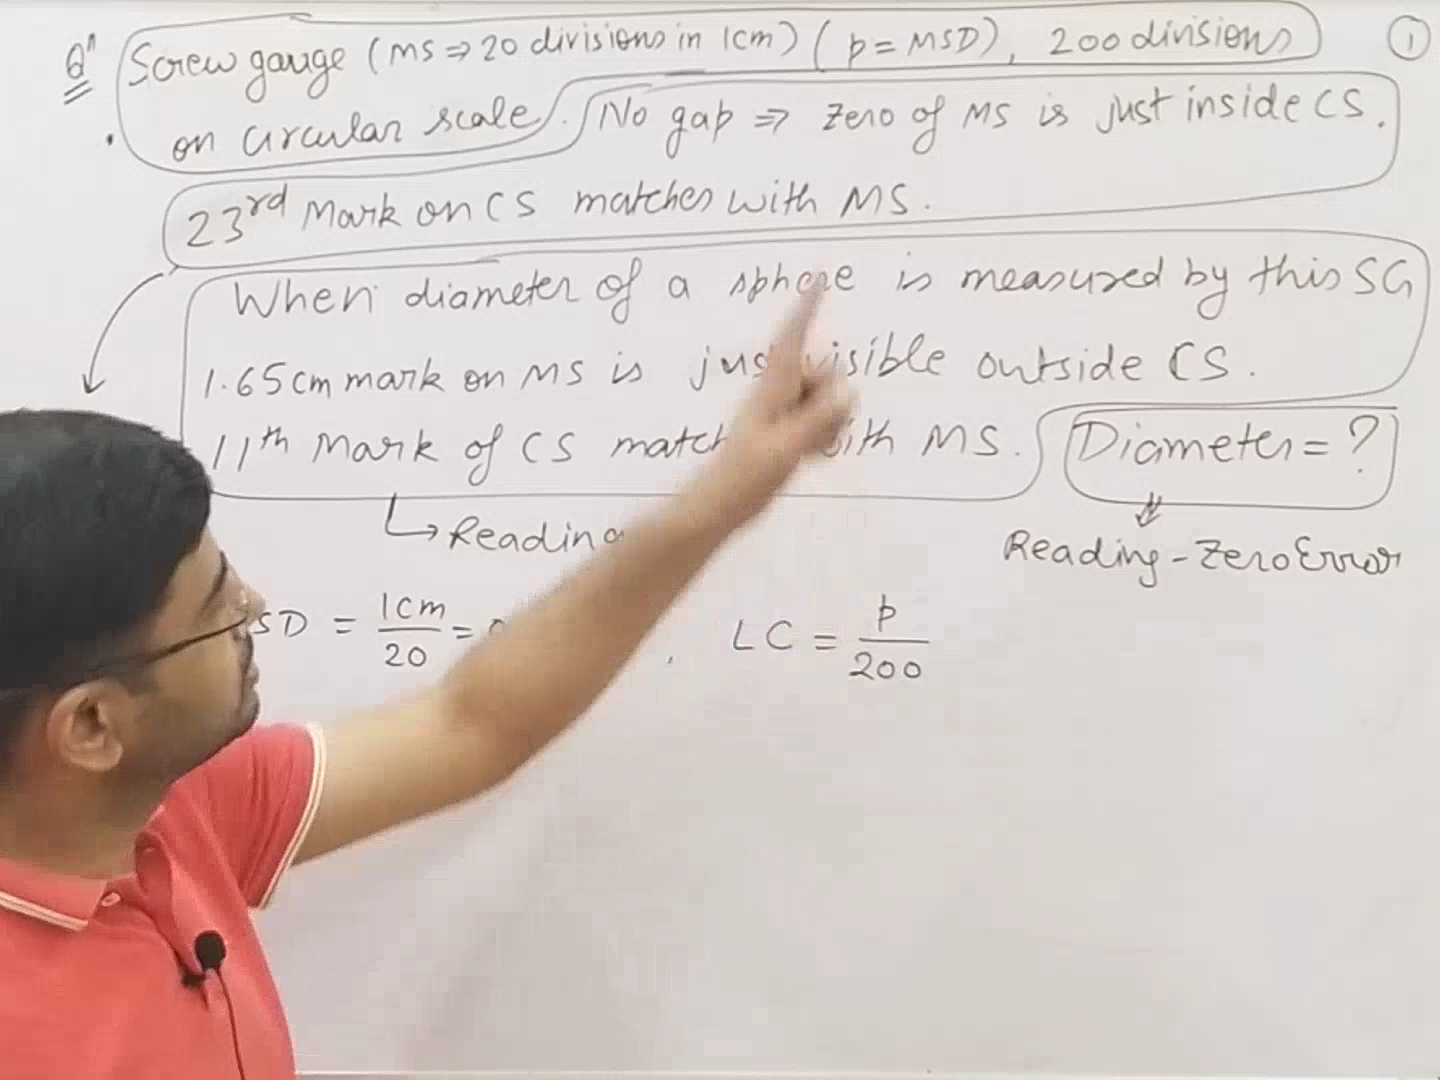 Qⁿ Screw gauge (MS ⇒ 20 divisions in 1cm) (p = MSD), 200 divisions ①
on circular scale. No gap ⇒ zero of MS is just inside CS.
23rd Mark on CS matches with MS.
When diameter of a sphere is measured by this SG
1.65cm mark on MS is just visible outside CS.
11th Mark of CS match with MS. Diameter = ?
↳ Reading
Reading - Zero Error
SD = 1cm/20 = LC = p/200